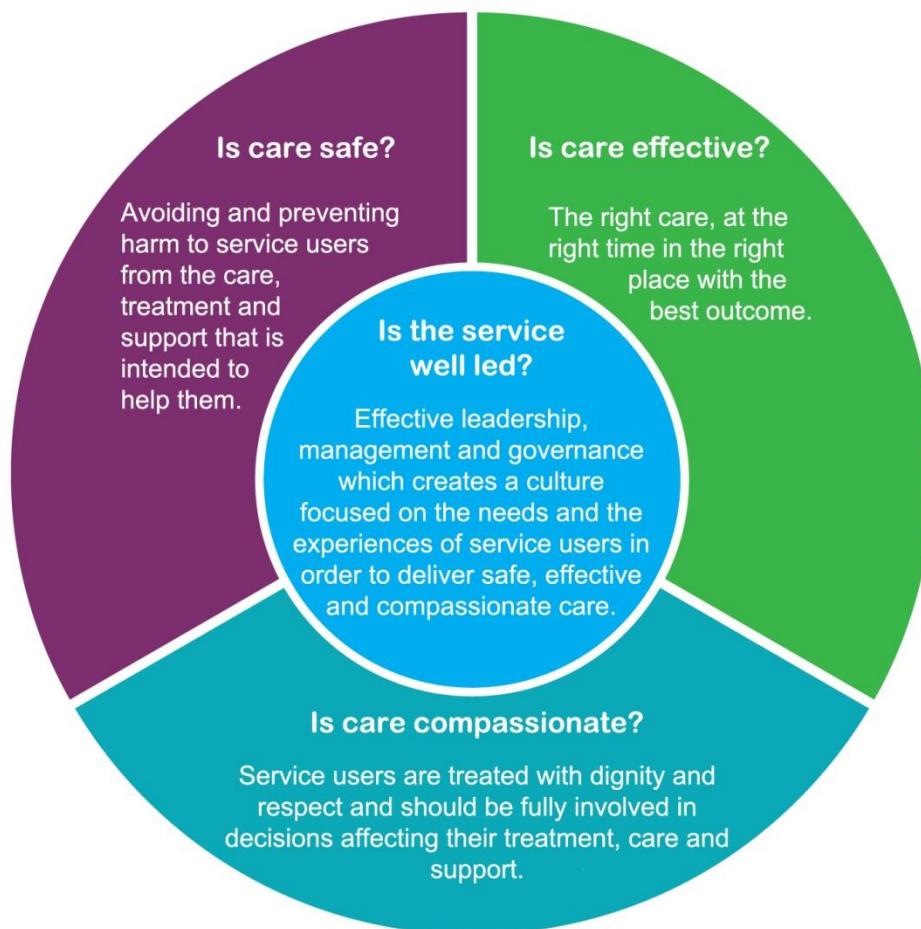 Is care safe?
Avoiding and preventing
harm to service users
from the care,
treatment and
support that is
intended to
help them.
Is care effective?
The right care, at the
right time in the right
place with the
best outcome.
Is the service
well led?
Effective leadership,
management and governance
which creates a culture
focused on the needs and the
experiences of service users in
order to deliver safe, effective
and compassionate care.
Is care compassionate?
Service users are treated with dignity and
respect and should be fully involved in
decisions affecting their treatment, care and
support.